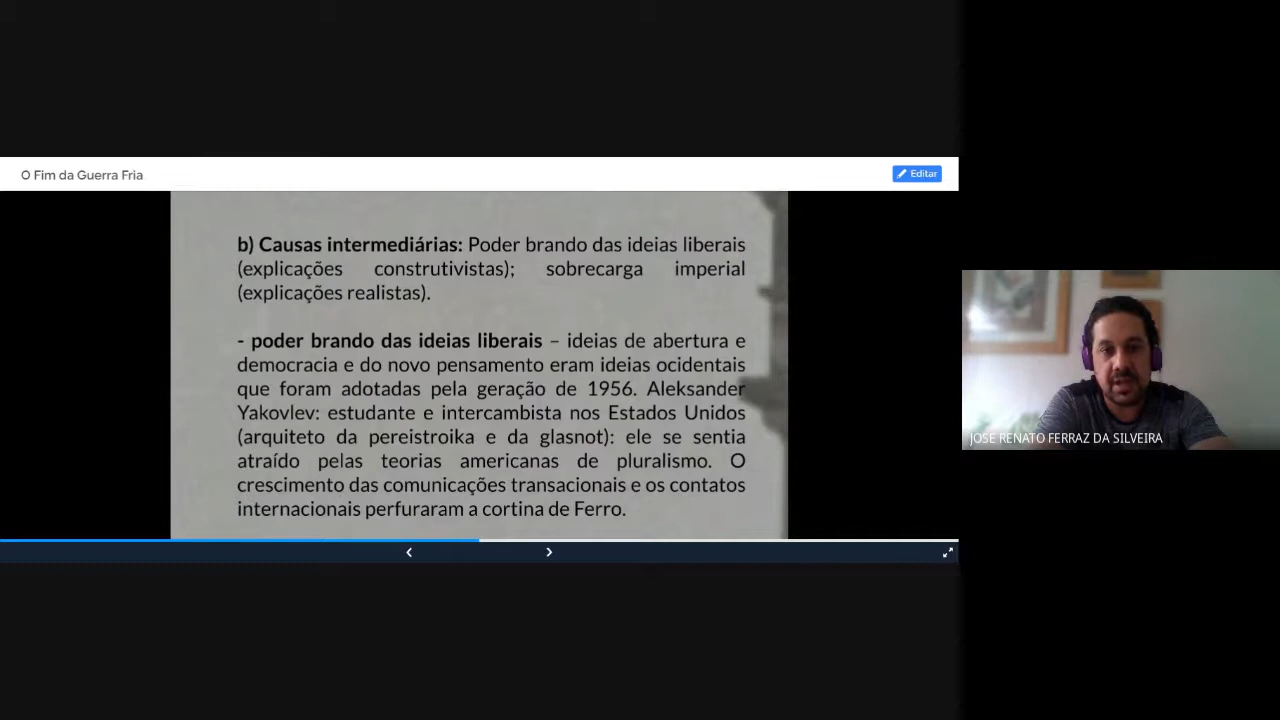 O Fim da Guerra Fria
Editar
b) Causas intermediárias: Poder brando das ideias liberais
(explicações construtivistas); sobrecarga imperial
(explicações realistas).
- poder brando das ideias liberais – ideias de abertura e
democracia e do novo pensamento eram ideias ocidentais
que foram adotadas pela geração de 1956. Aleksander
Yakovlev: estudante e intercambista nos Estados Unidos
(arquiteto da pereistroika e da glasnot): ele se sentia
atraído pelas teorias americanas de pluralismo. O
crescimento das comunicações transacionais e os contatos
internacionais perfuraram a cortina de Ferro.
JOSE RENATO FERRAZ DA SILVEIRA